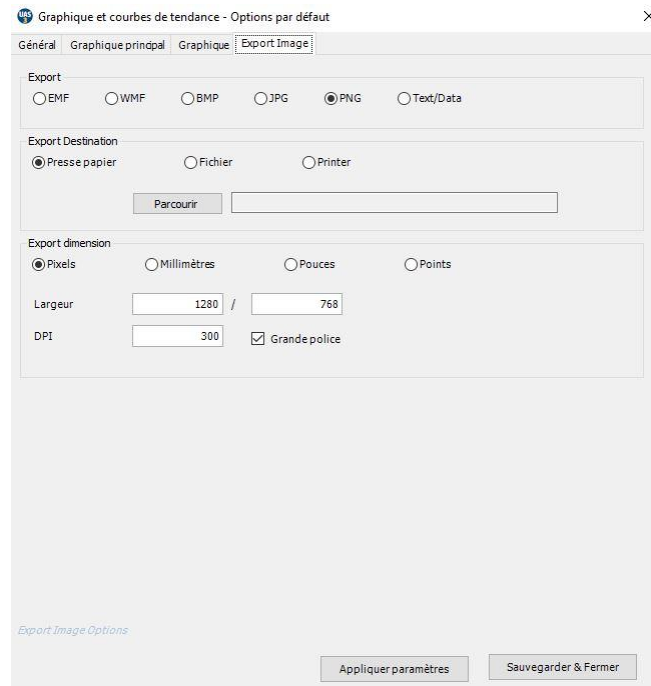 UAS
Graphique et courbes de tendance - Options par défaut
Général Graphique principal Graphique Export Image
Export
EMF WMF BMP JPG PNG Text/Data
Export Destination
Presse papier Fichier Printer
Parcourir
Export dimension
Pixels Millimètres Pouces Points
Largeur 1280 / 768
DPI 300 Grande police
Export Image Options
Appliquer paramètres Sauvegarder & Fermer